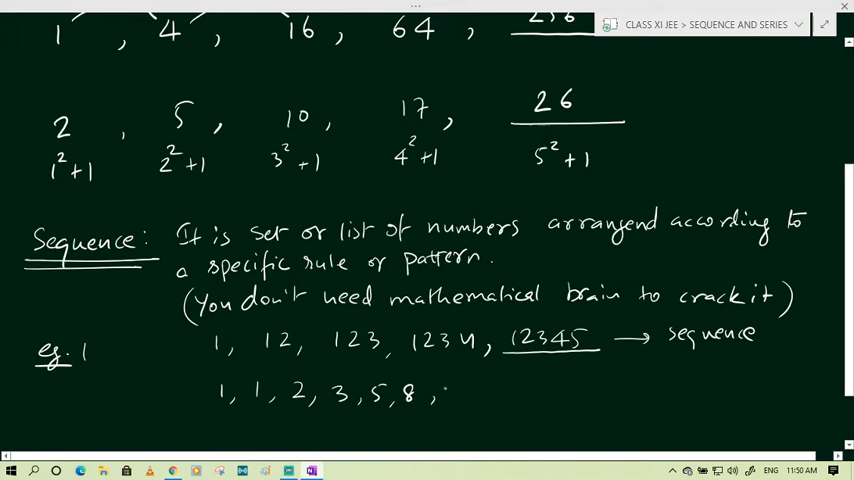 CLASS XI JEE > SEQUENCE AND SERIES
1 , 4 , 16 , 64 , 256
2 , 5 , 10 , 17 , 26
1²+1 2²+1 3²+1 4²+1 5²+1
Sequence: It is set or list of numbers arrangend according to
a specific rule or pattern.
(You don't need mathematical brain to crack it)
eg. 1 1, 12, 123, 1234, 12345 → sequence
1, 1, 2, 3, 5, 8,
ENG 11:50 AM